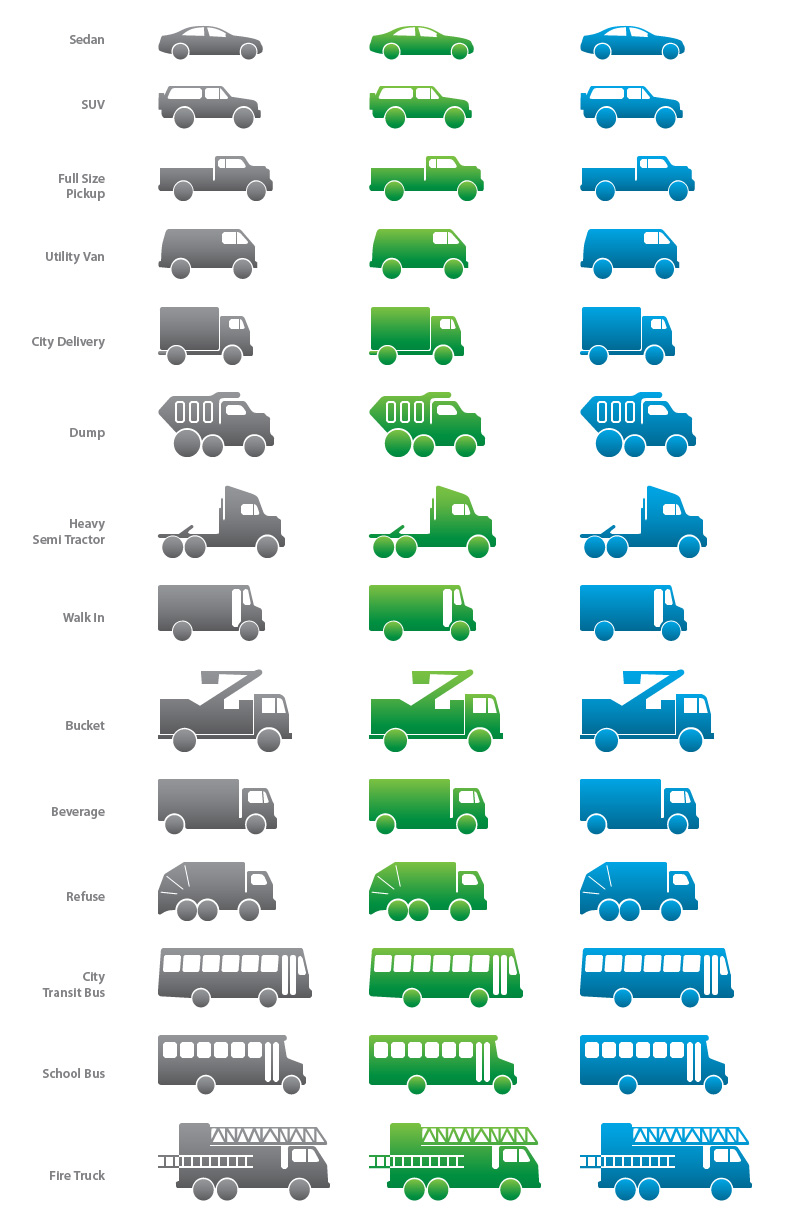 Sedan
SUV
Full Size
Pickup
Utility Van
City Delivery
Dump
Heavy
Semi Tractor
Walk In
Bucket
Beverage
Refuse
City
Transit Bus
School Bus
Fire Truck